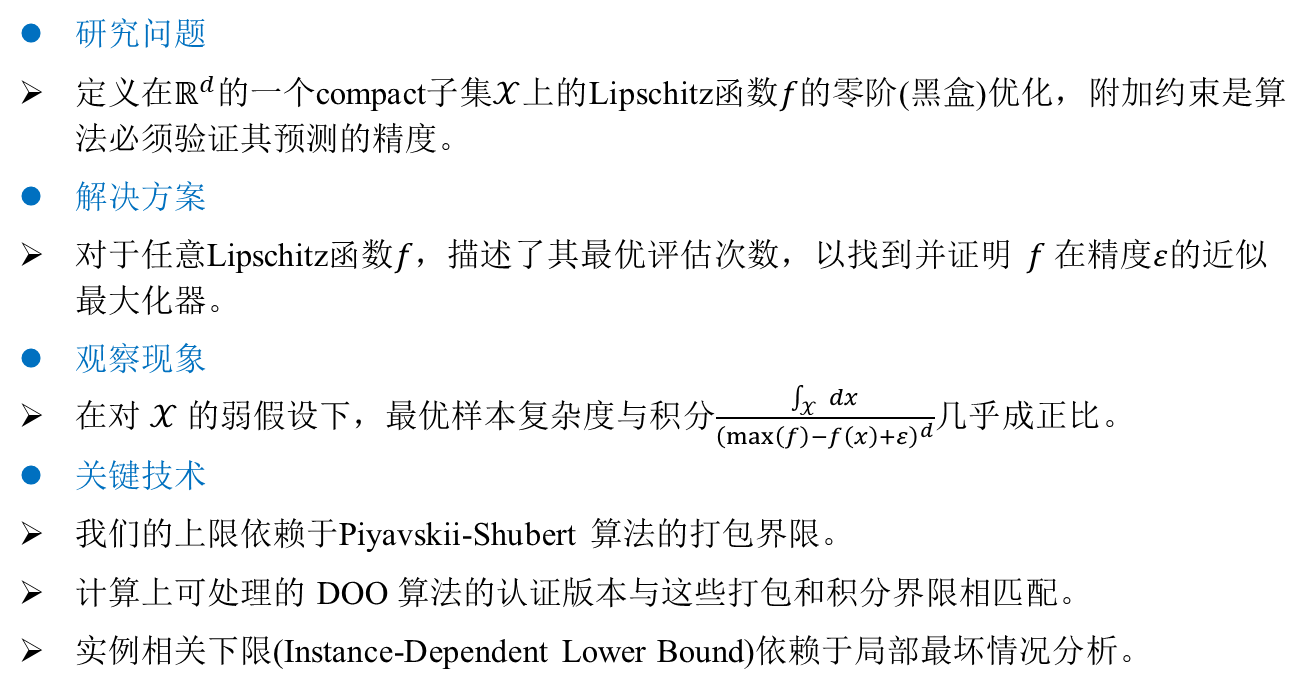 ● 研究问题
➢ 定义在ℝ^d的一个compact子集𝒳上的Lipschitz函数f的零阶(黑盒)优化，附加约束是算
法必须验证其预测的精度。
● 解决方案
➢ 对于任意Lipschitz函数f，描述了其最优评估次数，以找到并证明 f 在精度ε的近似
最大化器。
● 观察现象
➢ 在对 𝒳 的弱假设下，最优样本复杂度与积分\frac{∫_𝒳 dx}{(max(f)−f(x)+ε)^d}几乎成正比。
● 关键技术
➢ 我们的上限依赖于Piyavskii-Shubert 算法的打包界限。
➢ 计算上可处理的 DOO 算法的认证版本与这些打包和积分界限相匹配。
➢ 实例相关下限(Instance-Dependent Lower Bound)依赖于局部最坏情况分析。